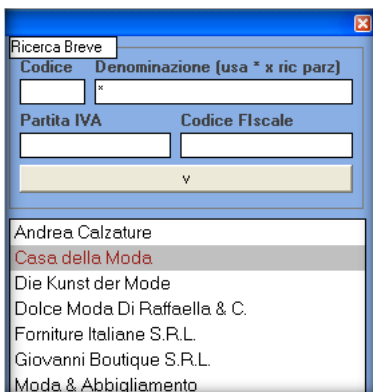 Ricerca Breve
Codice Denominazione (usa * x ric parz)
*
Partita IVA Codice FIscale
v
Andrea Calzature
Casa della Moda
Die Kunst der Mode
Dolce Moda Di Raffaella & C.
Forniture Italiane S.R.L.
Giovanni Boutique S.R.L.
Moda & Abbigliamento